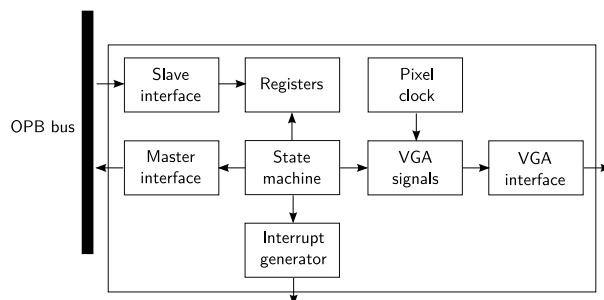 Slave
interface
Registers
Pixel
clock
OPB bus
Master
interface
State
machine
VGA
signals
VGA
interface
Interrupt
generator